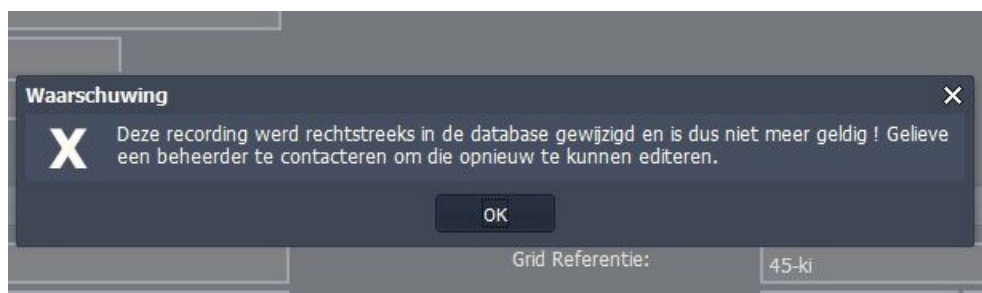 Waarschuwing
X
Deze recording werd rechtstreeks in de database gewijzigd en is dus niet meer geldig ! Gelieve
een beheerder te contacteren om die opnieuw te kunnen editeren.
OK
Grid Referentie:
45-ki